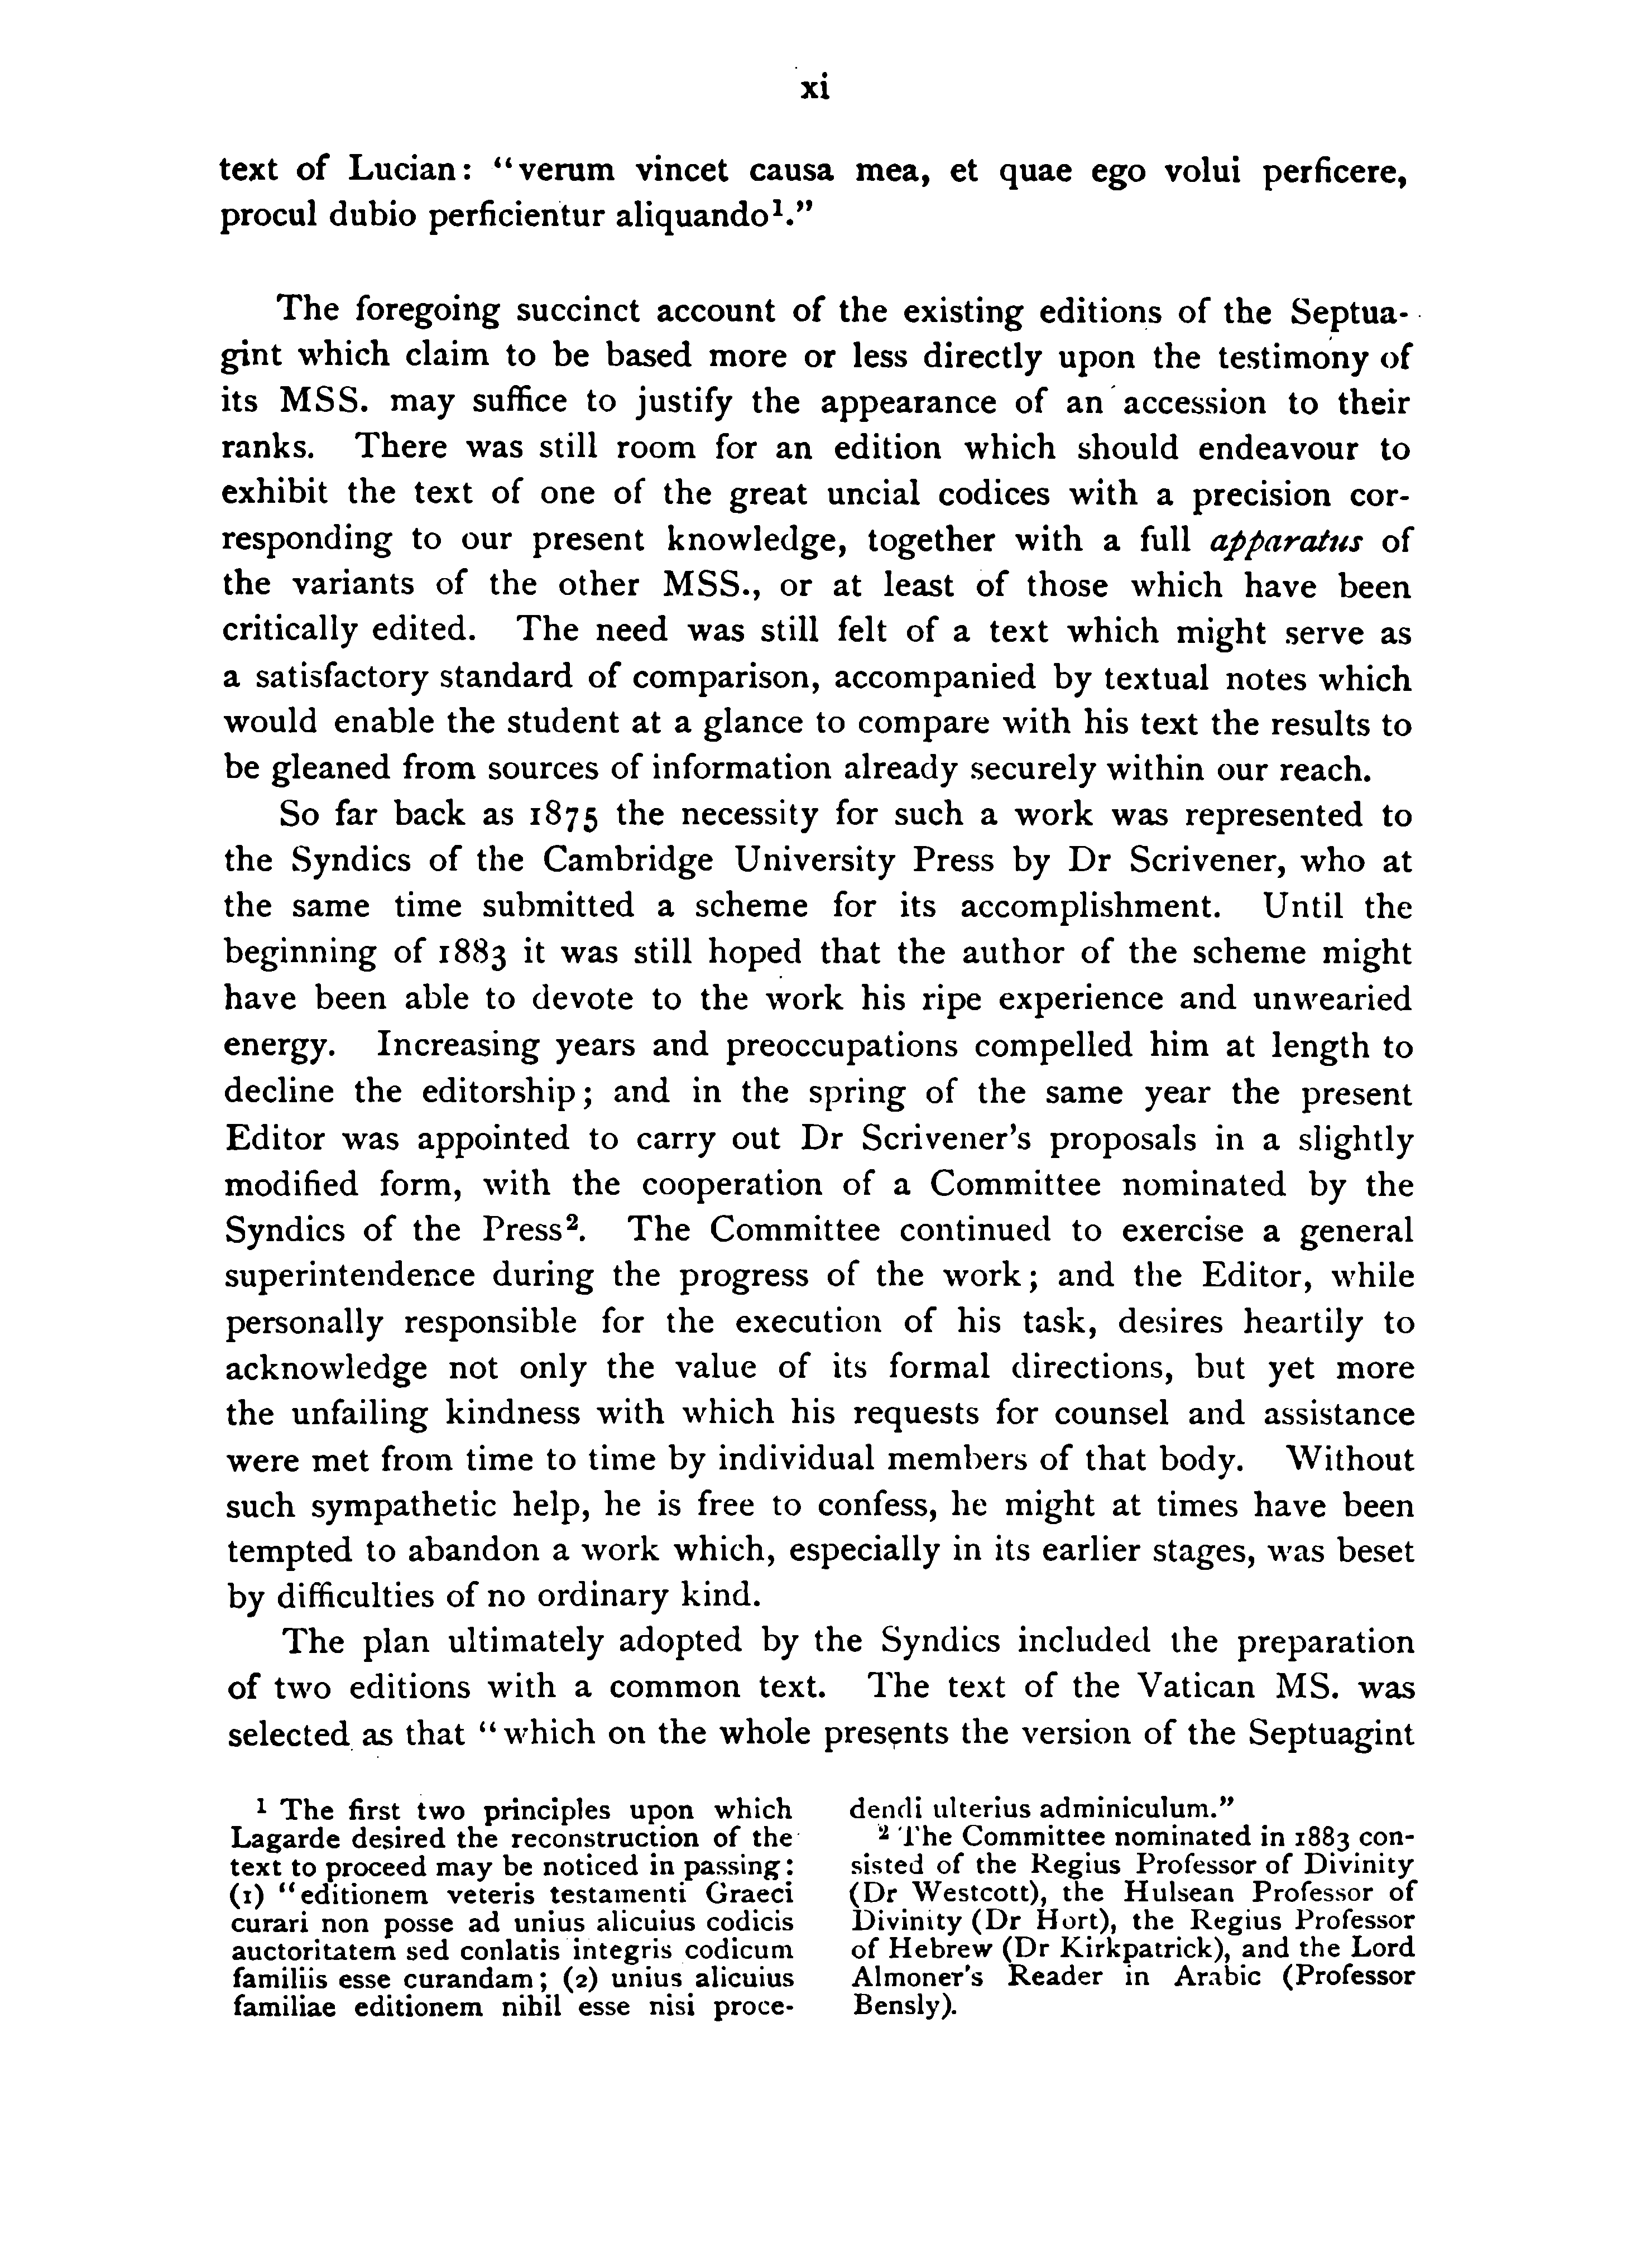 xi
text of Lucian: “verum vincet causa mea, et quae ego volui perficere,
procul dubio perficientur aliquando¹.”
The foregoing succinct account of the existing editions of the Septua-
gint which claim to be based more or less directly upon the testimony of
its MSS. may suffice to justify the appearance of an accession to their
ranks. There was still room for an edition which should endeavour to
exhibit the text of one of the great uncial codices with a precision cor-
responding to our present knowledge, together with a full apparatus of
the variants of the other MSS., or at least of those which have been
critically edited. The need was still felt of a text which might serve as
a satisfactory standard of comparison, accompanied by textual notes which
would enable the student at a glance to compare with his text the results to
be gleaned from sources of information already securely within our reach.
So far back as 1875 the necessity for such a work was represented to
the Syndics of the Cambridge University Press by Dr Scrivener, who at
the same time submitted a scheme for its accomplishment. Until the
beginning of 1883 it was still hoped that the author of the scheme might
have been able to devote to the work his ripe experience and unwearied
energy. Increasing years and preoccupations compelled him at length to
decline the editorship; and in the spring of the same year the present
Editor was appointed to carry out Dr Scrivener’s proposals in a slightly
modified form, with the cooperation of a Committee nominated by the
Syndics of the Press². The Committee continued to exercise a general
superintendence during the progress of the work; and the Editor, while
personally responsible for the execution of his task, desires heartily to
acknowledge not only the value of its formal directions, but yet more
the unfailing kindness with which his requests for counsel and assistance
were met from time to time by individual members of that body. Without
such sympathetic help, he is free to confess, he might at times have been
tempted to abandon a work which, especially in its earlier stages, was beset
by difficulties of no ordinary kind.
The plan ultimately adopted by the Syndics included the preparation
of two editions with a common text. The text of the Vatican MS. was
selected as that “which on the whole presents the version of the Septuagint
¹ The first two principles upon which
Lagarde desired the reconstruction of the
text to proceed may be noticed in passing:
(1) “editionem veteris testamenti Graeci
curari non posse ad unius alicuius codicis
auctoritatem sed conlatis integris codicum
familiis esse curandam; (2) unius alicuius
familiae editionem nihil esse nisi proce-
dendi ulterius adminiculum.”
² The Committee nominated in 1883 con-
sisted of the Regius Professor of Divinity
(Dr Westcott), the Hulsean Professor of
Divinity (Dr Hort), the Regius Professor
of Hebrew (Dr Kirkpatrick), and the Lord
Almoner’s Reader in Arabic (Professor
Bensly).